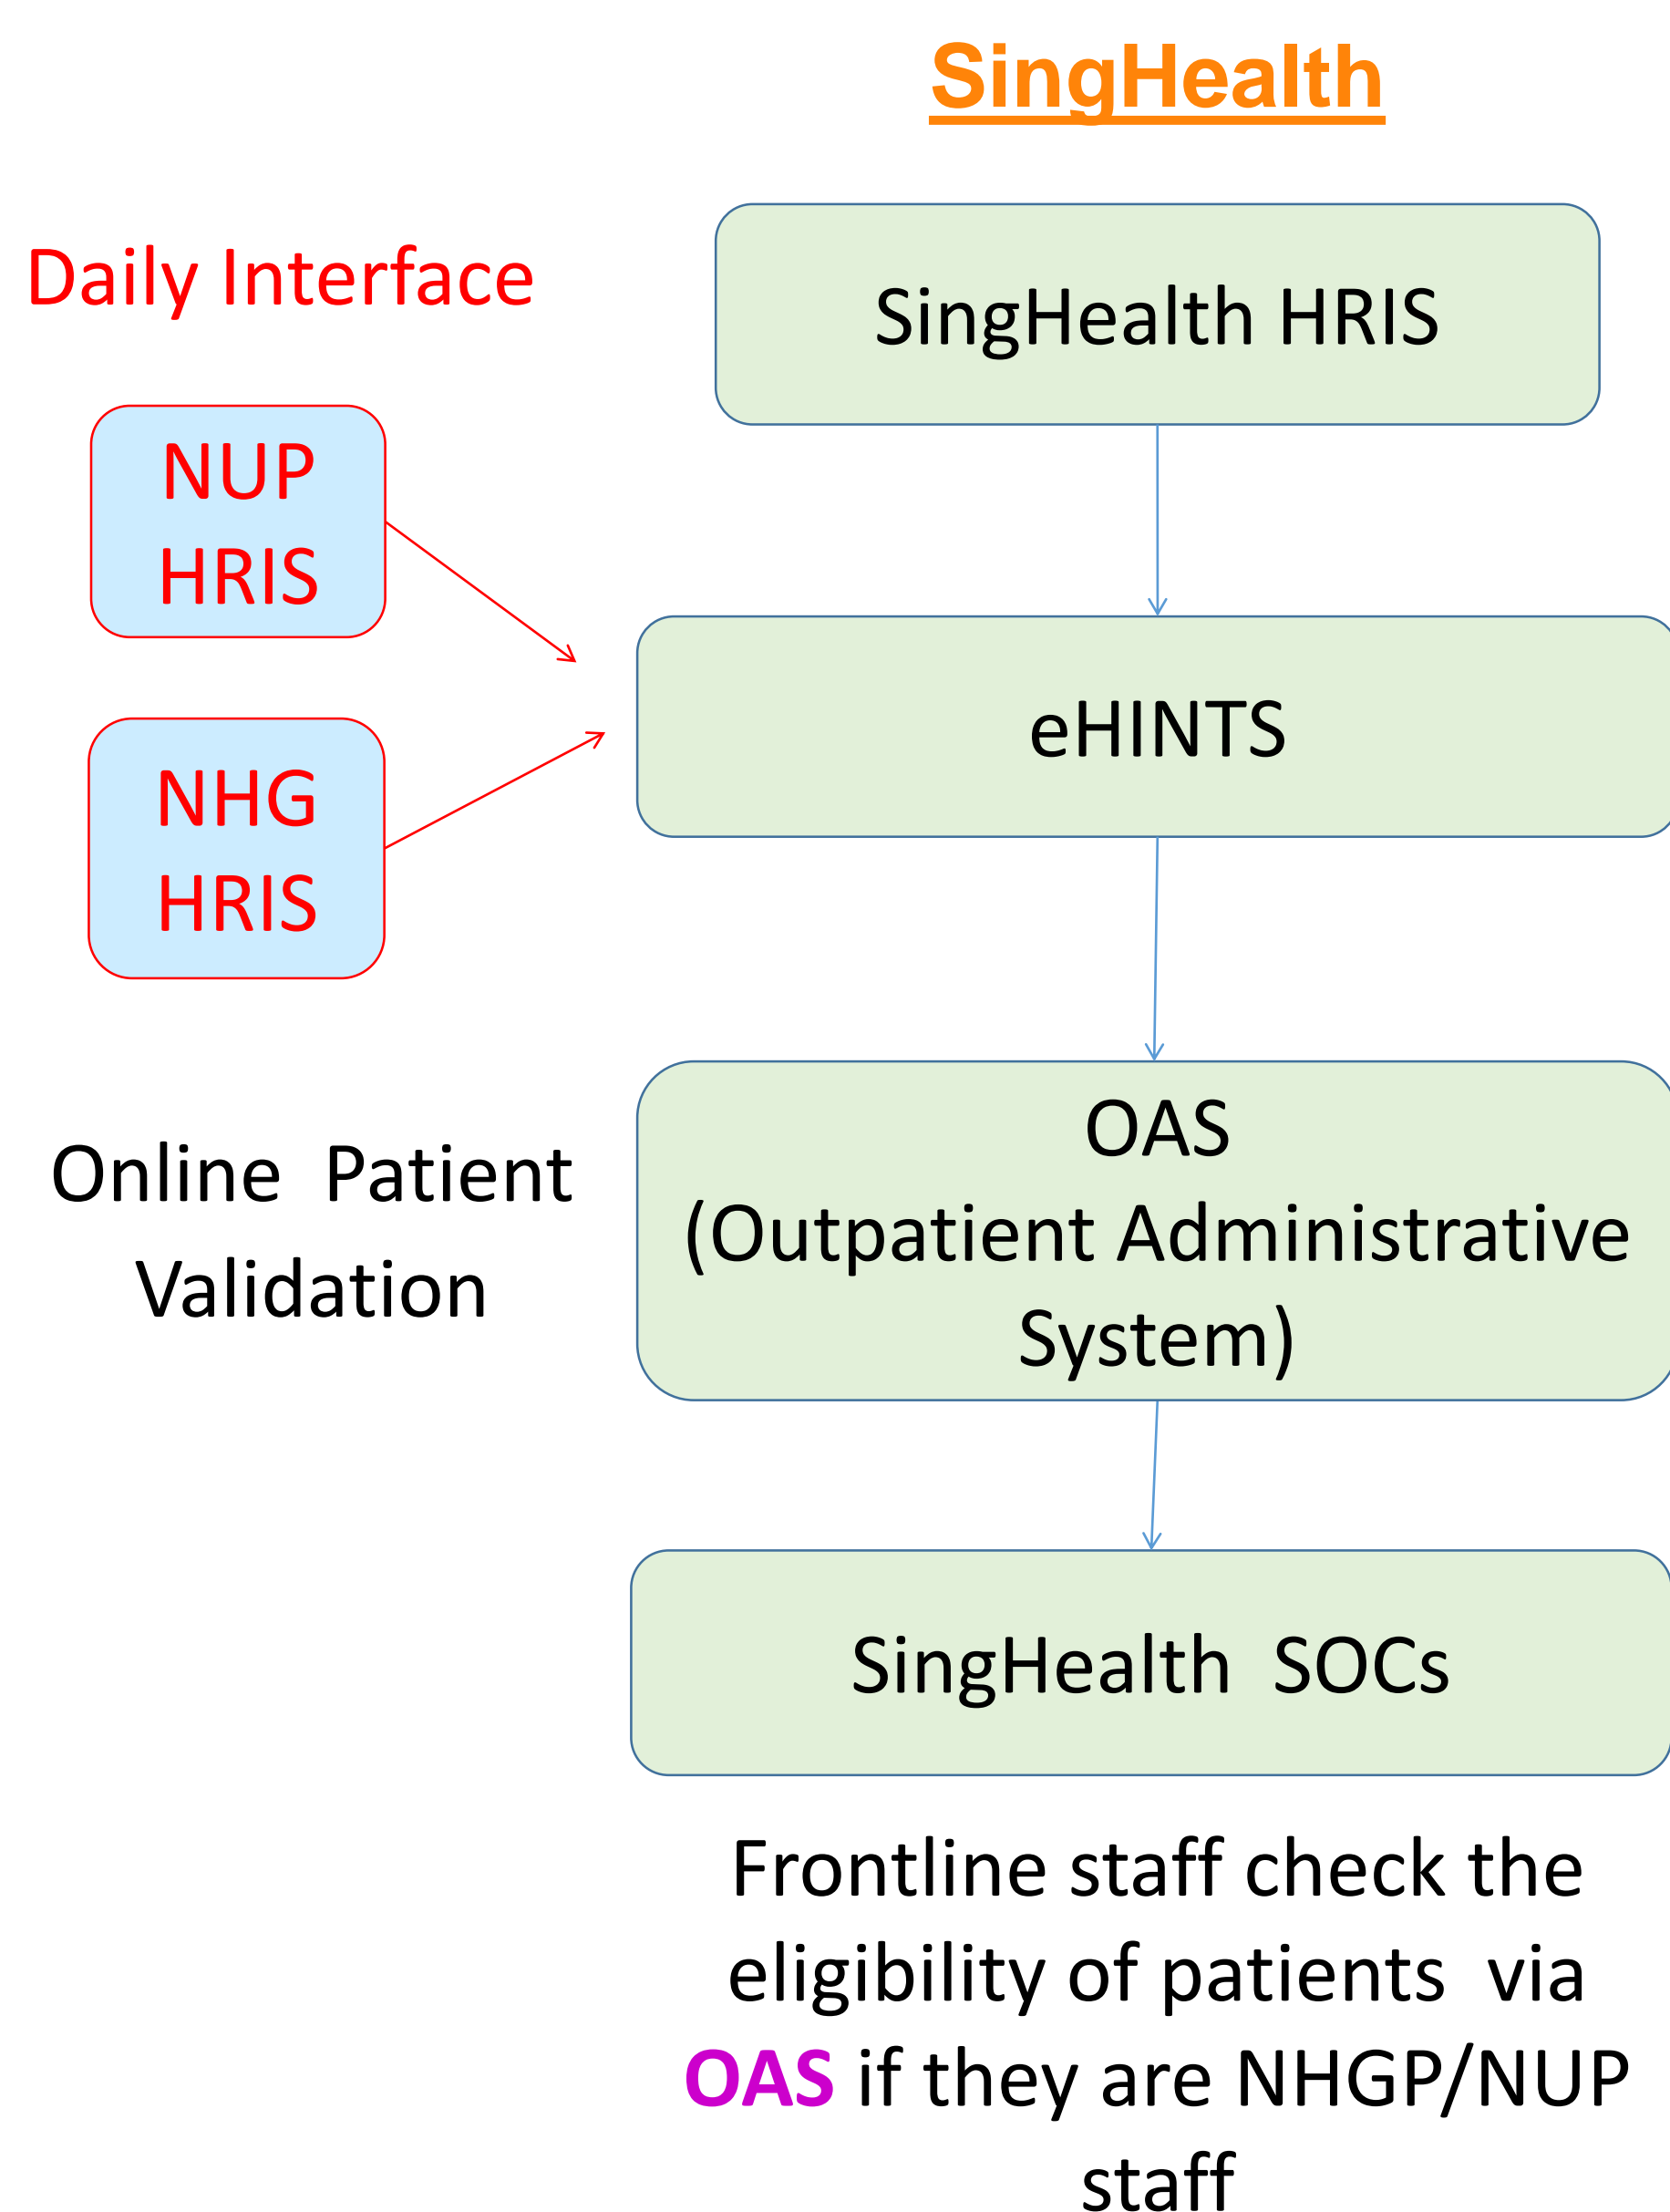 SingHealth
Daily Interface
SingHealth HRIS
NUP
HRIS
eHINTS
NHG
HRIS
OAS
(Outpatient Administrative
System)
Online Patient
Validation
SingHealth SOCs
Frontline staff check the
eligibility of patients via
OAS if they are NHGP/NUP
staff